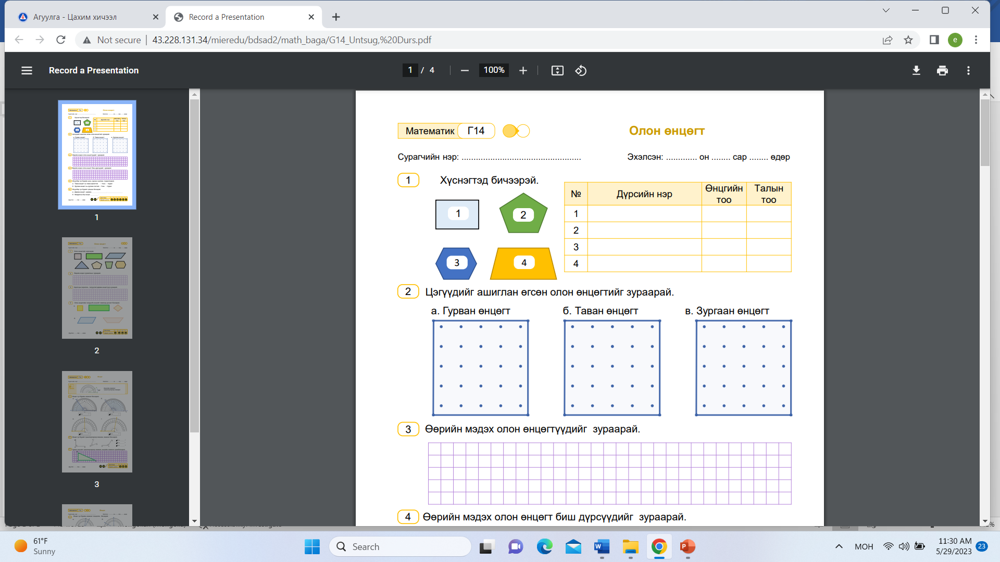 Агуулга - Цахим хичээл
Record a Presentation
Not secure
43.228.131.34/mieredu/bdsad2/math_baga/G14_Untsug,%20Durs.pdf
e
Record a Presentation
1 / 4
100%
1
2
3
Математик Г14
Олон өнцөгт
Сурагчийн нэр: ..................................................
Эхэлсэн: ............. он ........ сар ........ өдөр
1 Хүснэгтэд бичээрэй.
1
2
3
4
№ Дүрсийн нэр Өнцгийн тоо Талын тоо
1
2
3
4
2 Цэгүүдийг ашиглан өгсөн олон өнцөгтийг зураарай.
а. Гурван өнцөгт
б. Таван өнцөгт
в. Зургаан өнцөгт
3 Өөрийн мэдэх олон өнцөгтүүдийг зураарай.
4 Өөрийн мэдэх олон өнцөгт биш дүрсүүдийг зураарай.
61°F
Sunny
Search
МОН
11:30 AM
5/29/2023
23